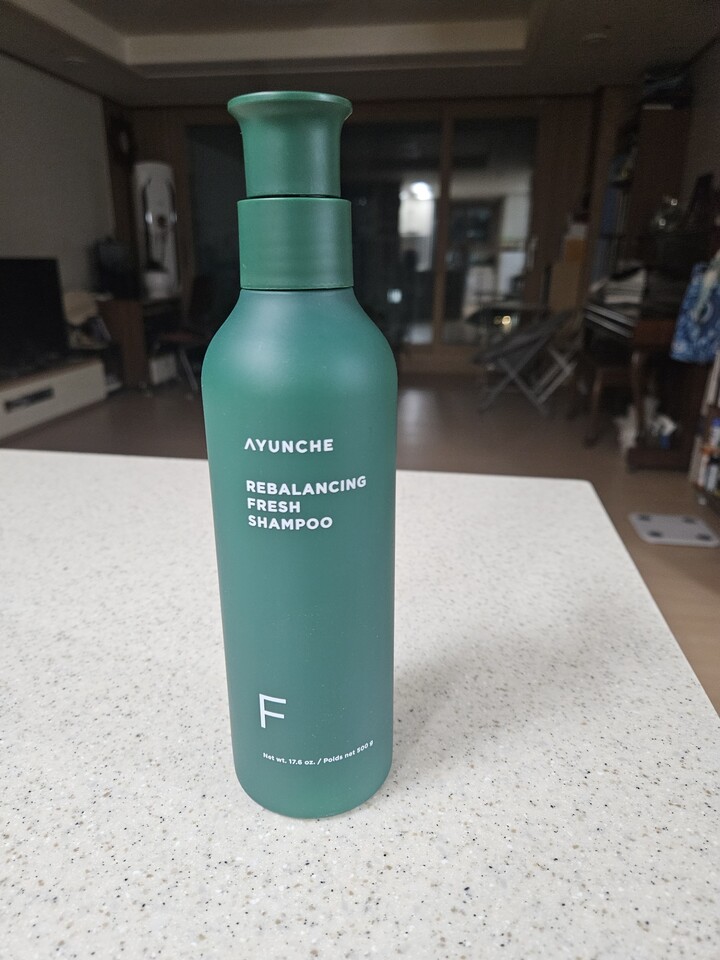 AYUNCHE
REBALANCING
FRESH
SHAMPOO
F
Net wt. 17.6 oz. / Poids net 500 g